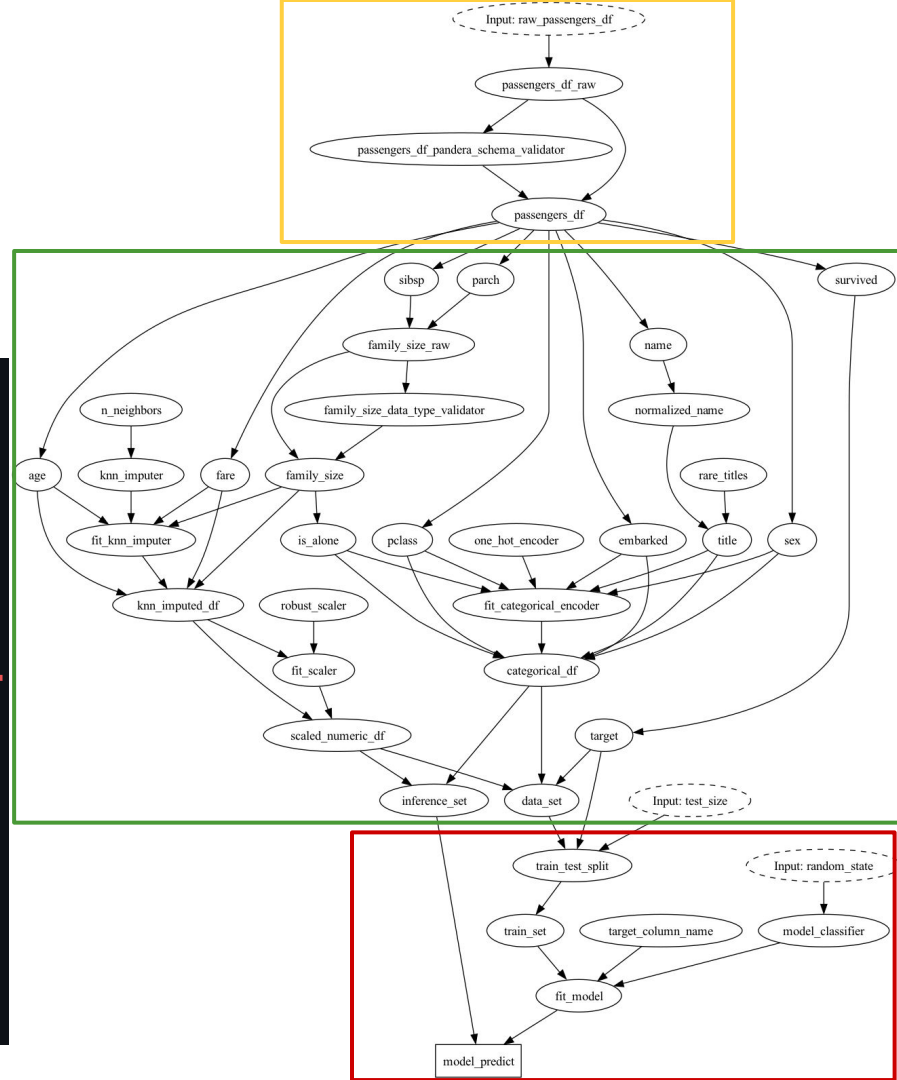 Input: raw_passengers_df
passengers_df_raw
passengers_df_pandera_schema_validator
passengers_df
sibsp
parch
survived
family_size_raw
name
n_neighbors
family_size_data_type_validator
normalized_name
age
knn_imputer
fare
family_size
rare_titles
fit_knn_imputer
is_alone
pclass
one_hot_encoder
embarked
title
sex
knn_imputed_df
robust_scaler
fit_categorical_encoder
fit_scaler
categorical_df
scaled_numeric_df
target
inference_set
data_set
Input: test_size
train_test_split
Input: random_state
train_set
target_column_name
model_classifier
fit_model
model_predict